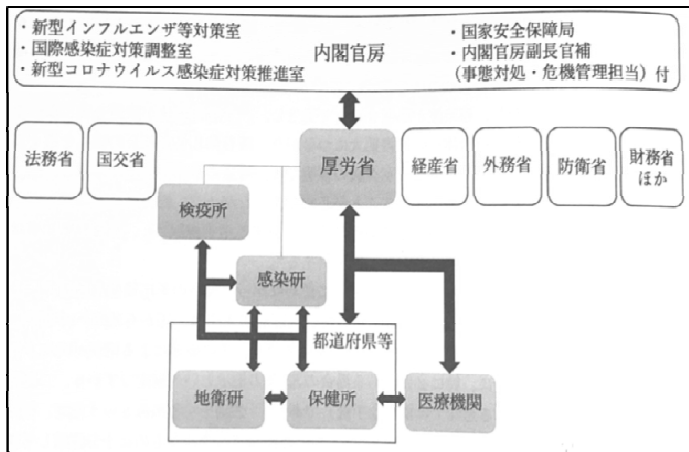 ・新型インフルエンザ等対策室
・国際感染症対策調整室
・新型コロナウイルス感染症対策推進室
内閣官房
・国家安全保障局
・内閣官房副長官補
(事態対処・危機管理担当)付
法務省
国交省
厚労省
経産省
外務省
防衛省
財務省
ほか
検疫所
感染研
都道府県等
地衛研
保健所
医療機関